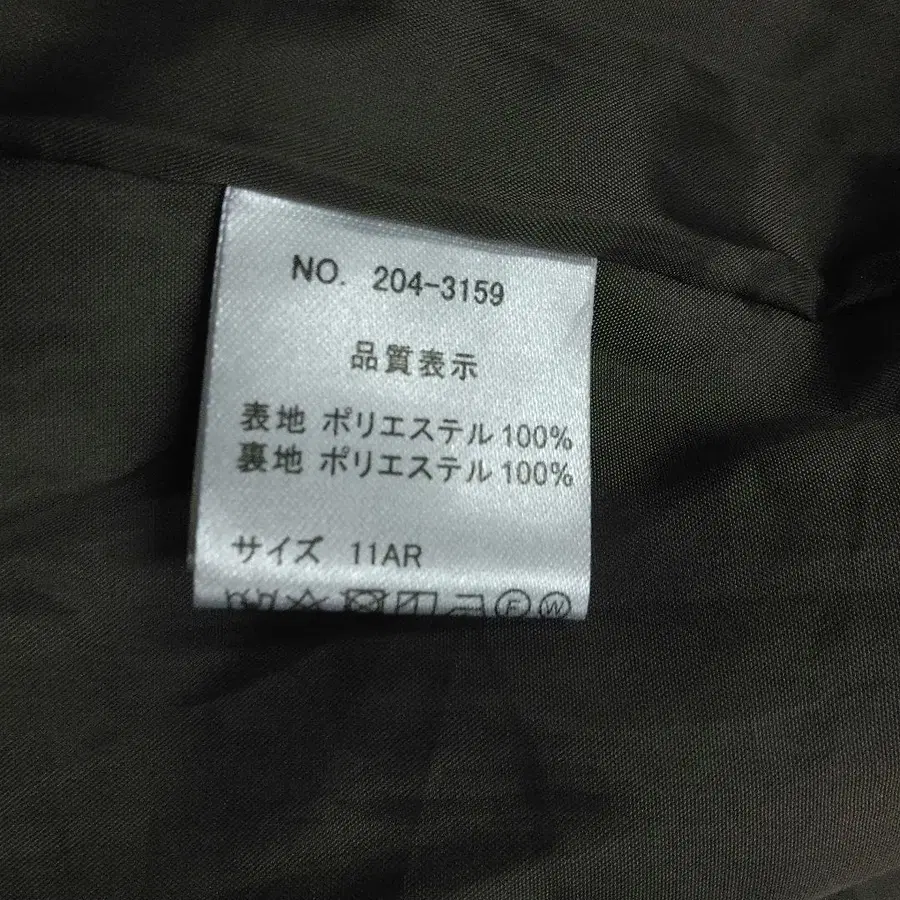 NO. 204-3159
品質表示
表地 ポリエステル 100%
裏地 ポリエステル 100%
サイズ 11AR
F W